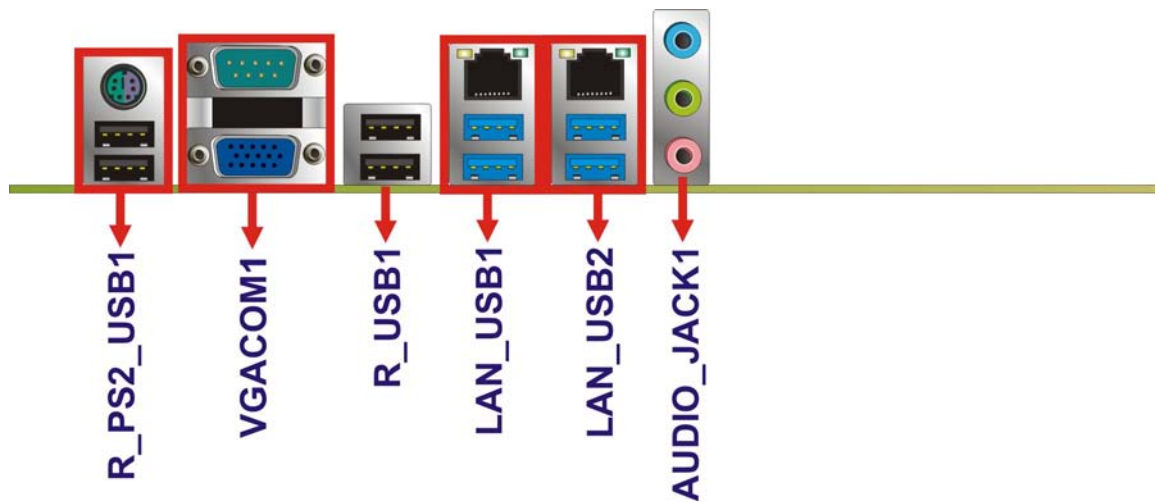 R_PS2_USB1
VGACOM1
R_USB1
LAN_USB1
LAN_USB2
AUDIO_JACK1